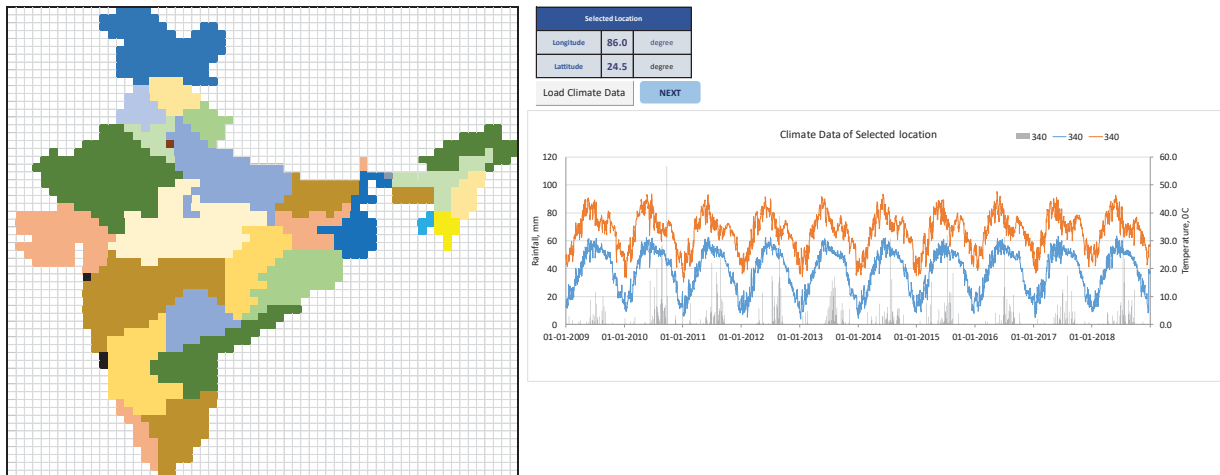 Selected Location
Longitude 86.0 degree
Lattitude 24.5 degree
Load Climate Data NEXT
Climate Data of Selected location
340 340 340
Rainfall, mm
120
100
80
60
40
20
0
60.0
50.0
40.0
30.0
20.0
10.0
0.0
Temperature, 0C
01-01-2009 01-01-2010 01-01-2011 01-01-2012 01-01-2013 01-01-2014 01-01-2015 01-01-2016 01-01-2017 01-01-2018